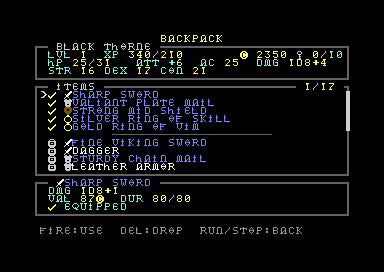 BACKPACK
BLACK THORNE
LVL 1 XP 340/210 2350 0/10
HP 25/31 ATT +6 AC 25 DMG 1D8+4
STR 16 DEX 17 CON 21
ITEMS 1/17
>✓ SHARP SWORD
✓ VALIANT PLATE MAIL
✓ STRONG MID SHIELD
✓ SILVER RING OF SKILL
✓ GOLD RING OF VIM
FINE VIKING SWORD
DAGGER
STURDY CHAIN MAIL
LEATHER ARMOR
SHARP SWORD
DMG 1D8+1
VAL 87 DUR 80/80
✓ EQUIPPED
FIRE:USE DEL:DROP RUN/STOP:BACK